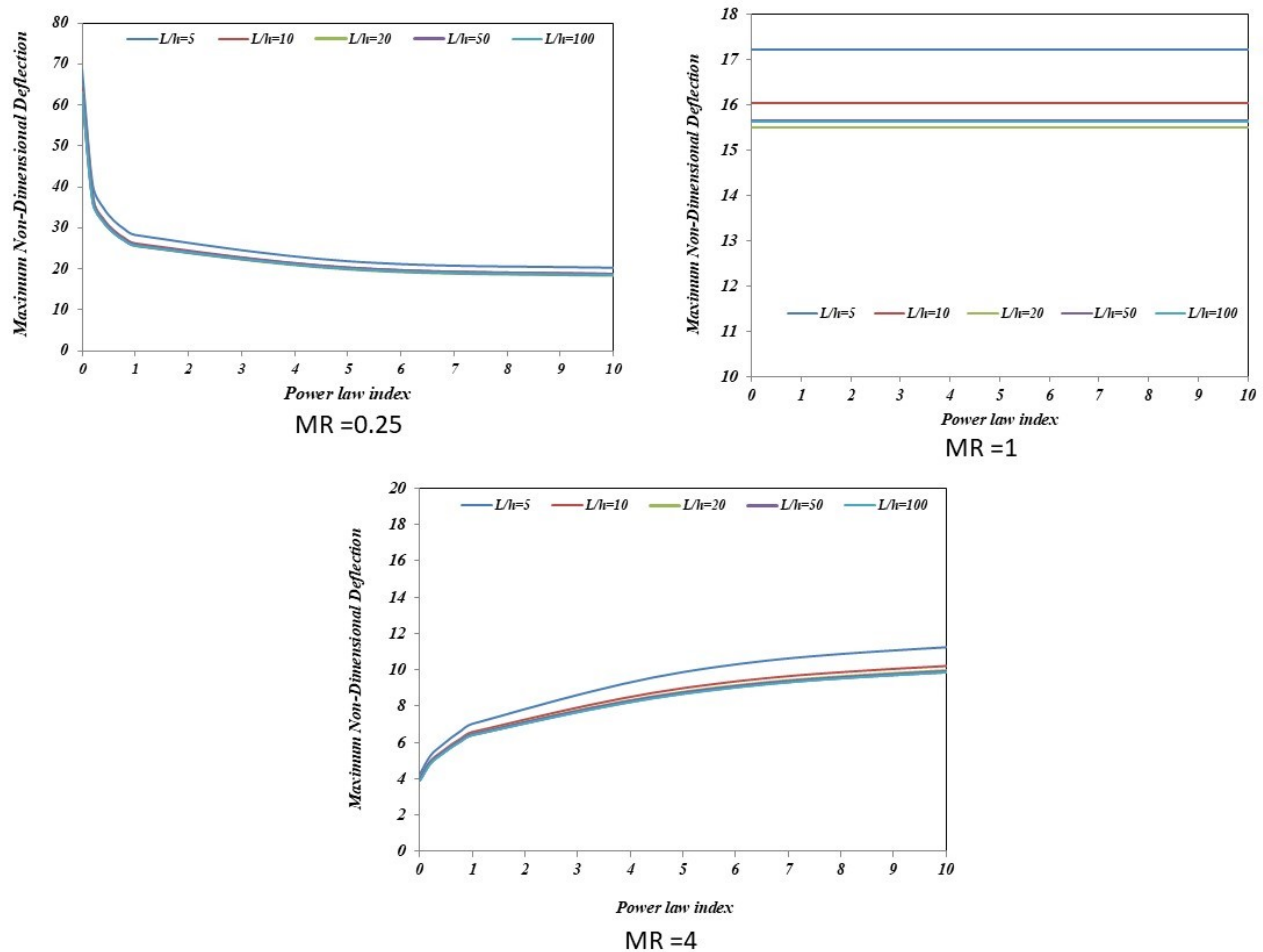 Maximum Non-Dimensional Deflection
80
70
60
50
40
30
20
10
0
L/h=5 L/h=10 L/h=20 L/h=50 L/h=100
0 1 2 3 4 5 6 7 8 9 10
Power law index
MR =0.25
Maximum Non-Dimensional Deflection
18
17
16
15
14
13
12
11
10
L/h=5 L/h=10 L/h=20 L/h=50 L/h=100
0 1 2 3 4 5 6 7 8 9 10
Power law index
MR =1
Maximum Non-Dimensional Deflection
20
18
16
14
12
10
8
6
4
2
0
L/h=5 L/h=10 L/h=20 L/h=50 L/h=100
0 1 2 3 4 5 6 7 8 9 10
Power law index
MR =4